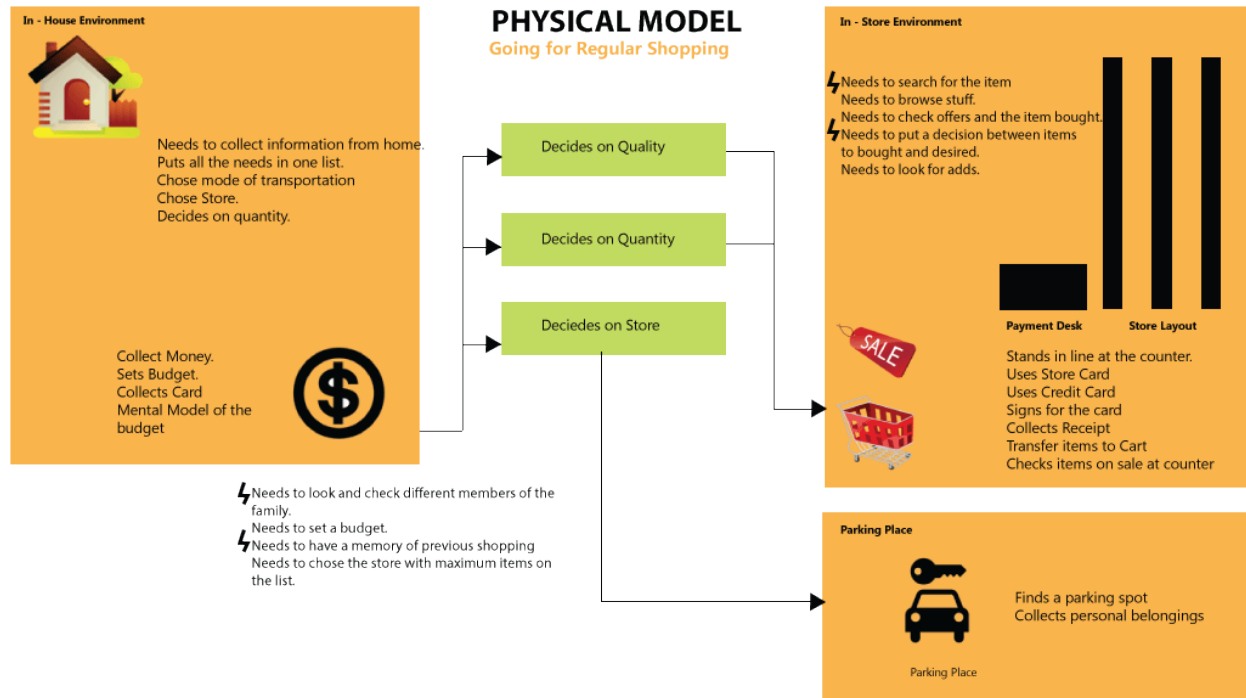 PHYSICAL MODEL
Going for Regular Shopping
In - House Environment
Needs to collect information from home.
Puts all the needs in one list.
Chose mode of transportation
Chose Store.
Decides on quantity.
Collect Money.
Sets Budget.
Collects Card
Mental Model of the
budget
Needs to look and check different members of the
family.
Needs to set a budget.
Needs to have a memory of previous shopping
Needs to chose the store with maximum items on
the list.
Decides on Quality
Decides on Quantity
Deciedes on Store
In - Store Environment
Needs to search for the item
Needs to browse stuff.
Needs to check offers and the item bought.
Needs to put a decision between items
to bought and desired.
Needs to look for adds.
SALE
Payment Desk
Store Layout
Stands in line at the counter.
Uses Store Card
Uses Credit Card
Signs for the card
Collects Receipt
Transfer items to Cart
Checks items on sale at counter
Parking Place
Finds a parking spot
Collects personal belongings
Parking Place